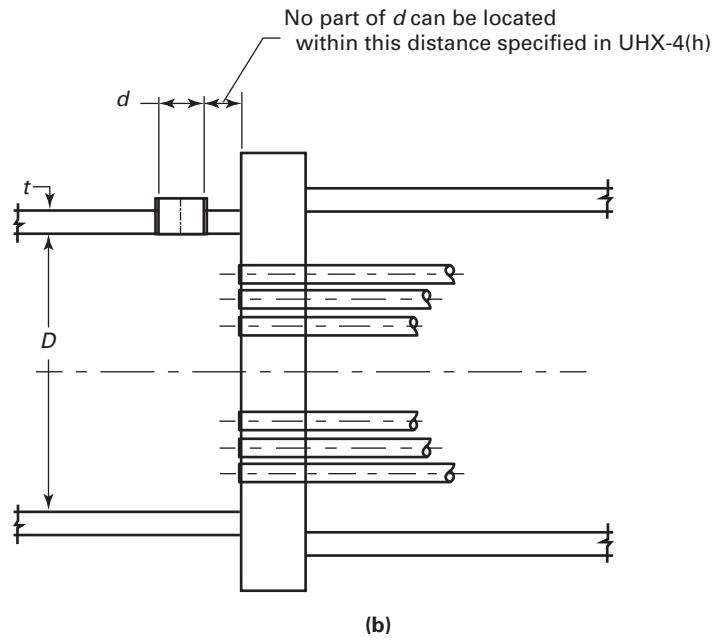 No part of d can be located
within this distance specified in UHX-4(h)
d
t
D
(b)